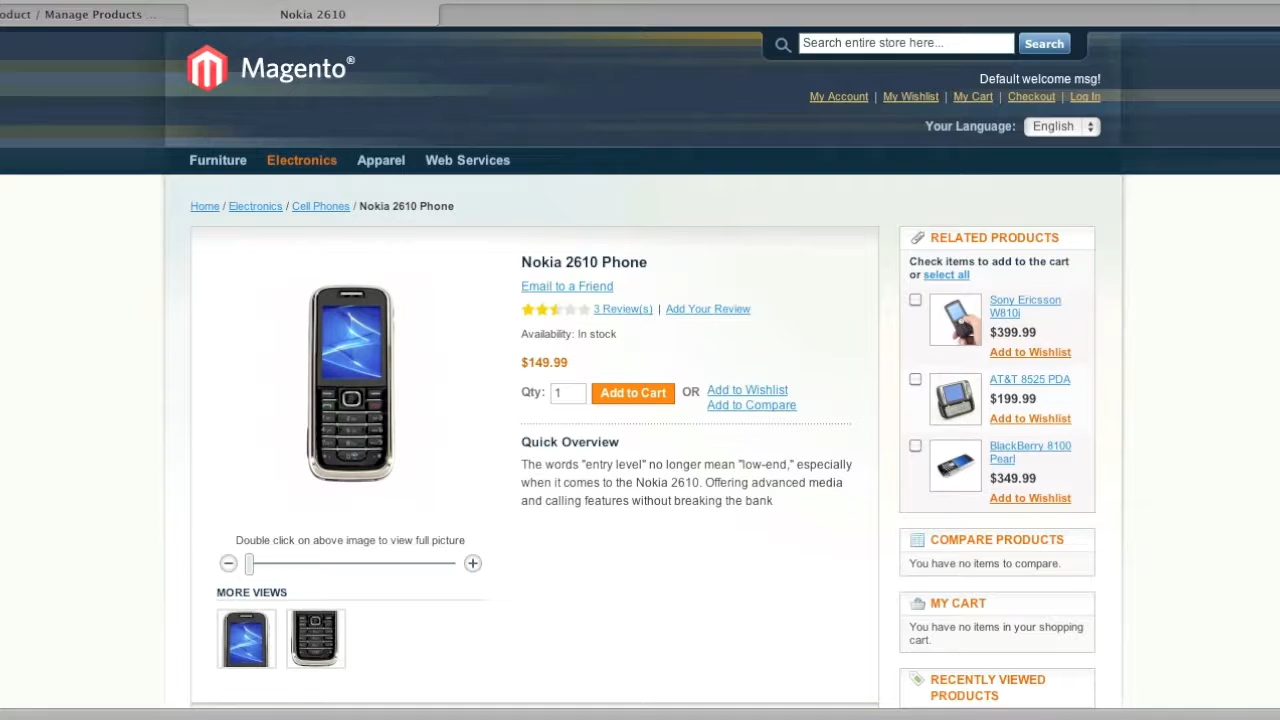 oduct / Manage Products ...
Nokia 2610
Magento®
Search entire store here...
Search
Default welcome msg!
My Account | My Wishlist | My Cart | Checkout | Log In
Your Language: English
Furniture Electronics Apparel Web Services
Home / Electronics / Cell Phones / Nokia 2610 Phone
Nokia 2610 Phone
Email to a Friend
3 Review(s) | Add Your Review
Availability: In stock
$149.99
Qty: 1 Add to Cart OR Add to Wishlist
Add to Compare
Quick Overview
The words "entry level" no longer mean "low-end," especially
when it comes to the Nokia 2610. Offering advanced media
and calling features without breaking the bank
Double click on above image to view full picture
MORE VIEWS
RELATED PRODUCTS
Check items to add to the cart
or select all
Sony Ericsson
W810i
$399.99
Add to Wishlist
AT&T 8525 PDA
$199.99
Add to Wishlist
BlackBerry 8100
Pearl
$349.99
Add to Wishlist
COMPARE PRODUCTS
You have no items to compare.
MY CART
You have no items in your shopping
cart.
RECENTLY VIEWED
PRODUCTS